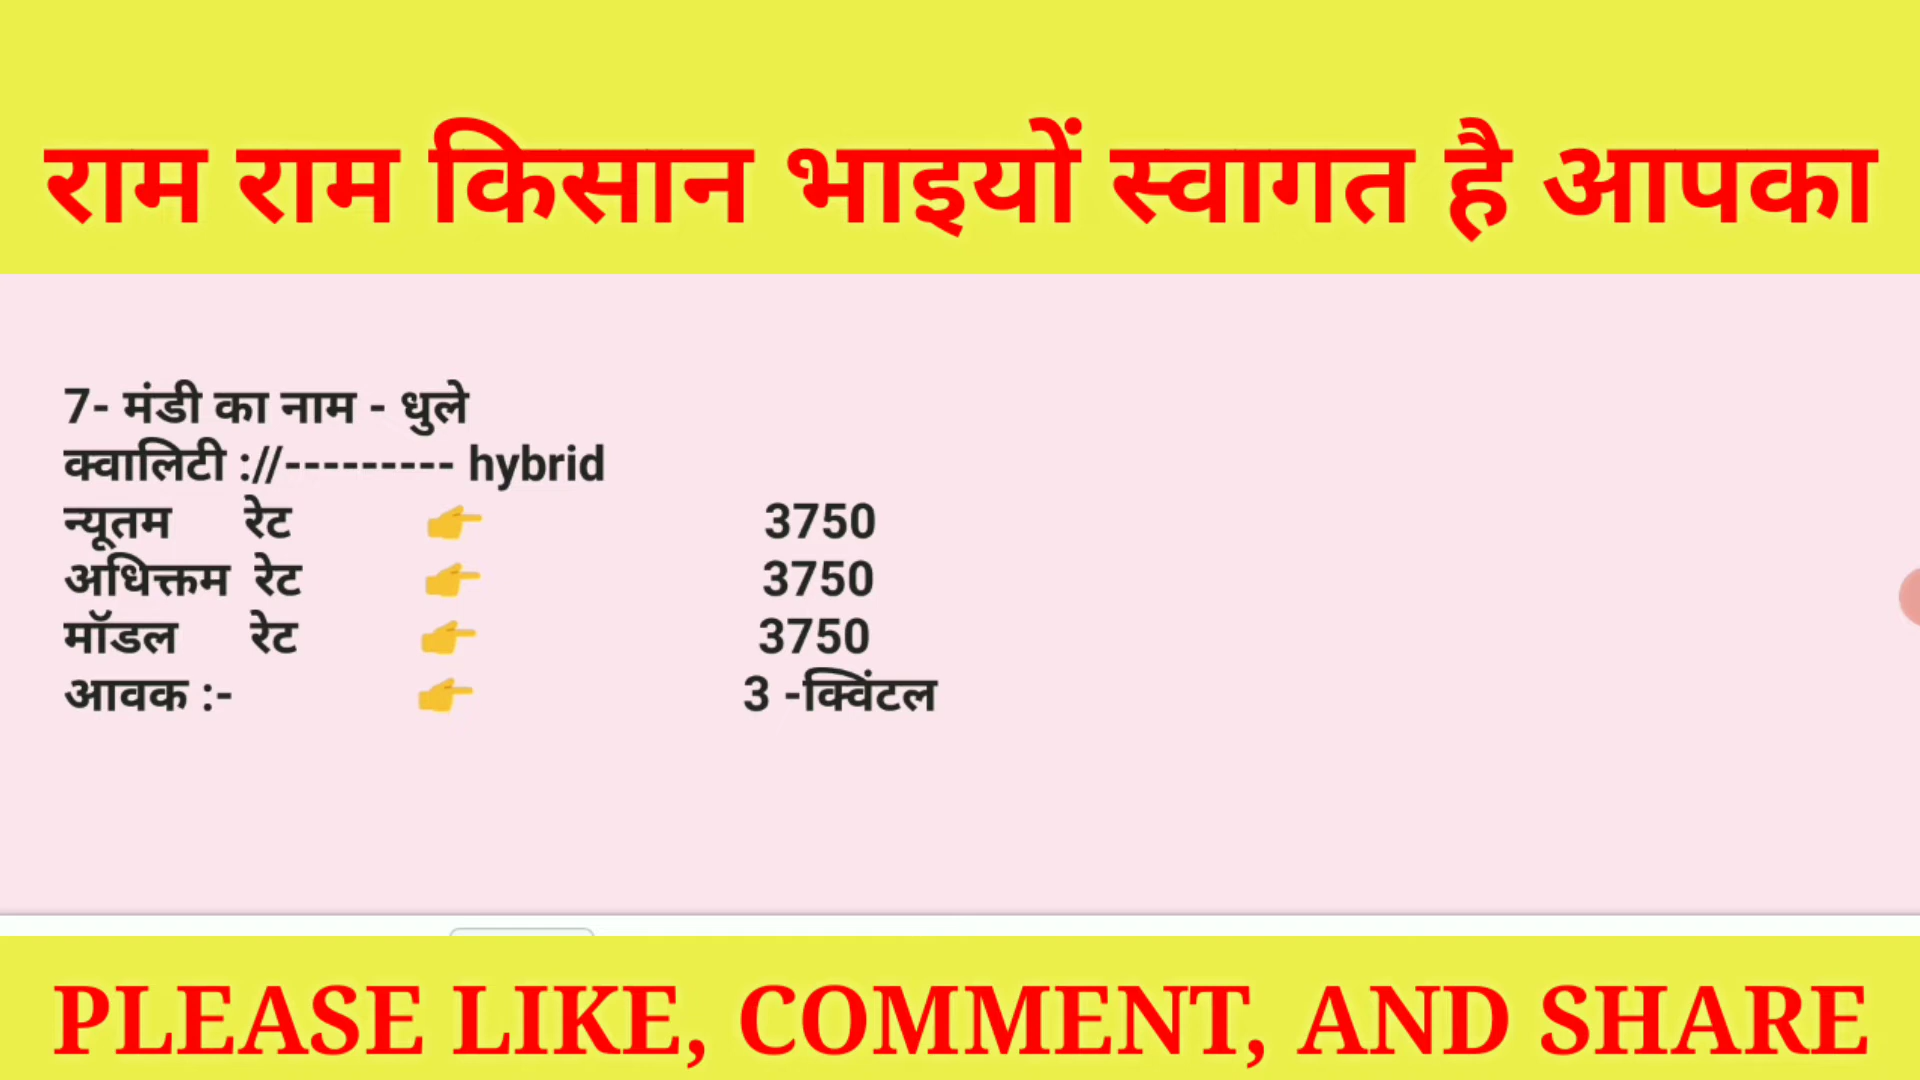 राम राम किसान भाइयों स्वागत है आपका
7- मंडी का नाम - धुले
क्वालिटी ://--------- hybrid
न्यूतम रेट 👉 3750
अधिक्तम रेट 👉 3750
मॉडल रेट 👉 3750
आवक :- 👉 3 -क्विंटल
PLEASE LIKE, COMMENT, AND SHARE